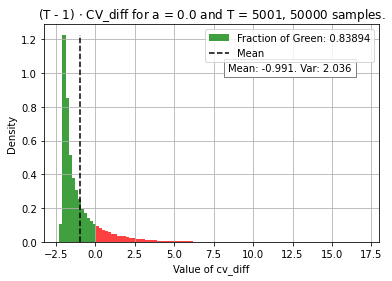 (T - 1) · CV_diff for a = 0.0 and T = 5001, 50000 samples.
Fraction of Green: 0.83894
Mean
Mean: -0.991. Var: 2.036
Density
1.2
1.0
0.8
0.6
0.4
0.2
0.0
−2.5 0.0 2.5 5.0 7.5 10.0 12.5 15.0 17.5
Value of cv_diff